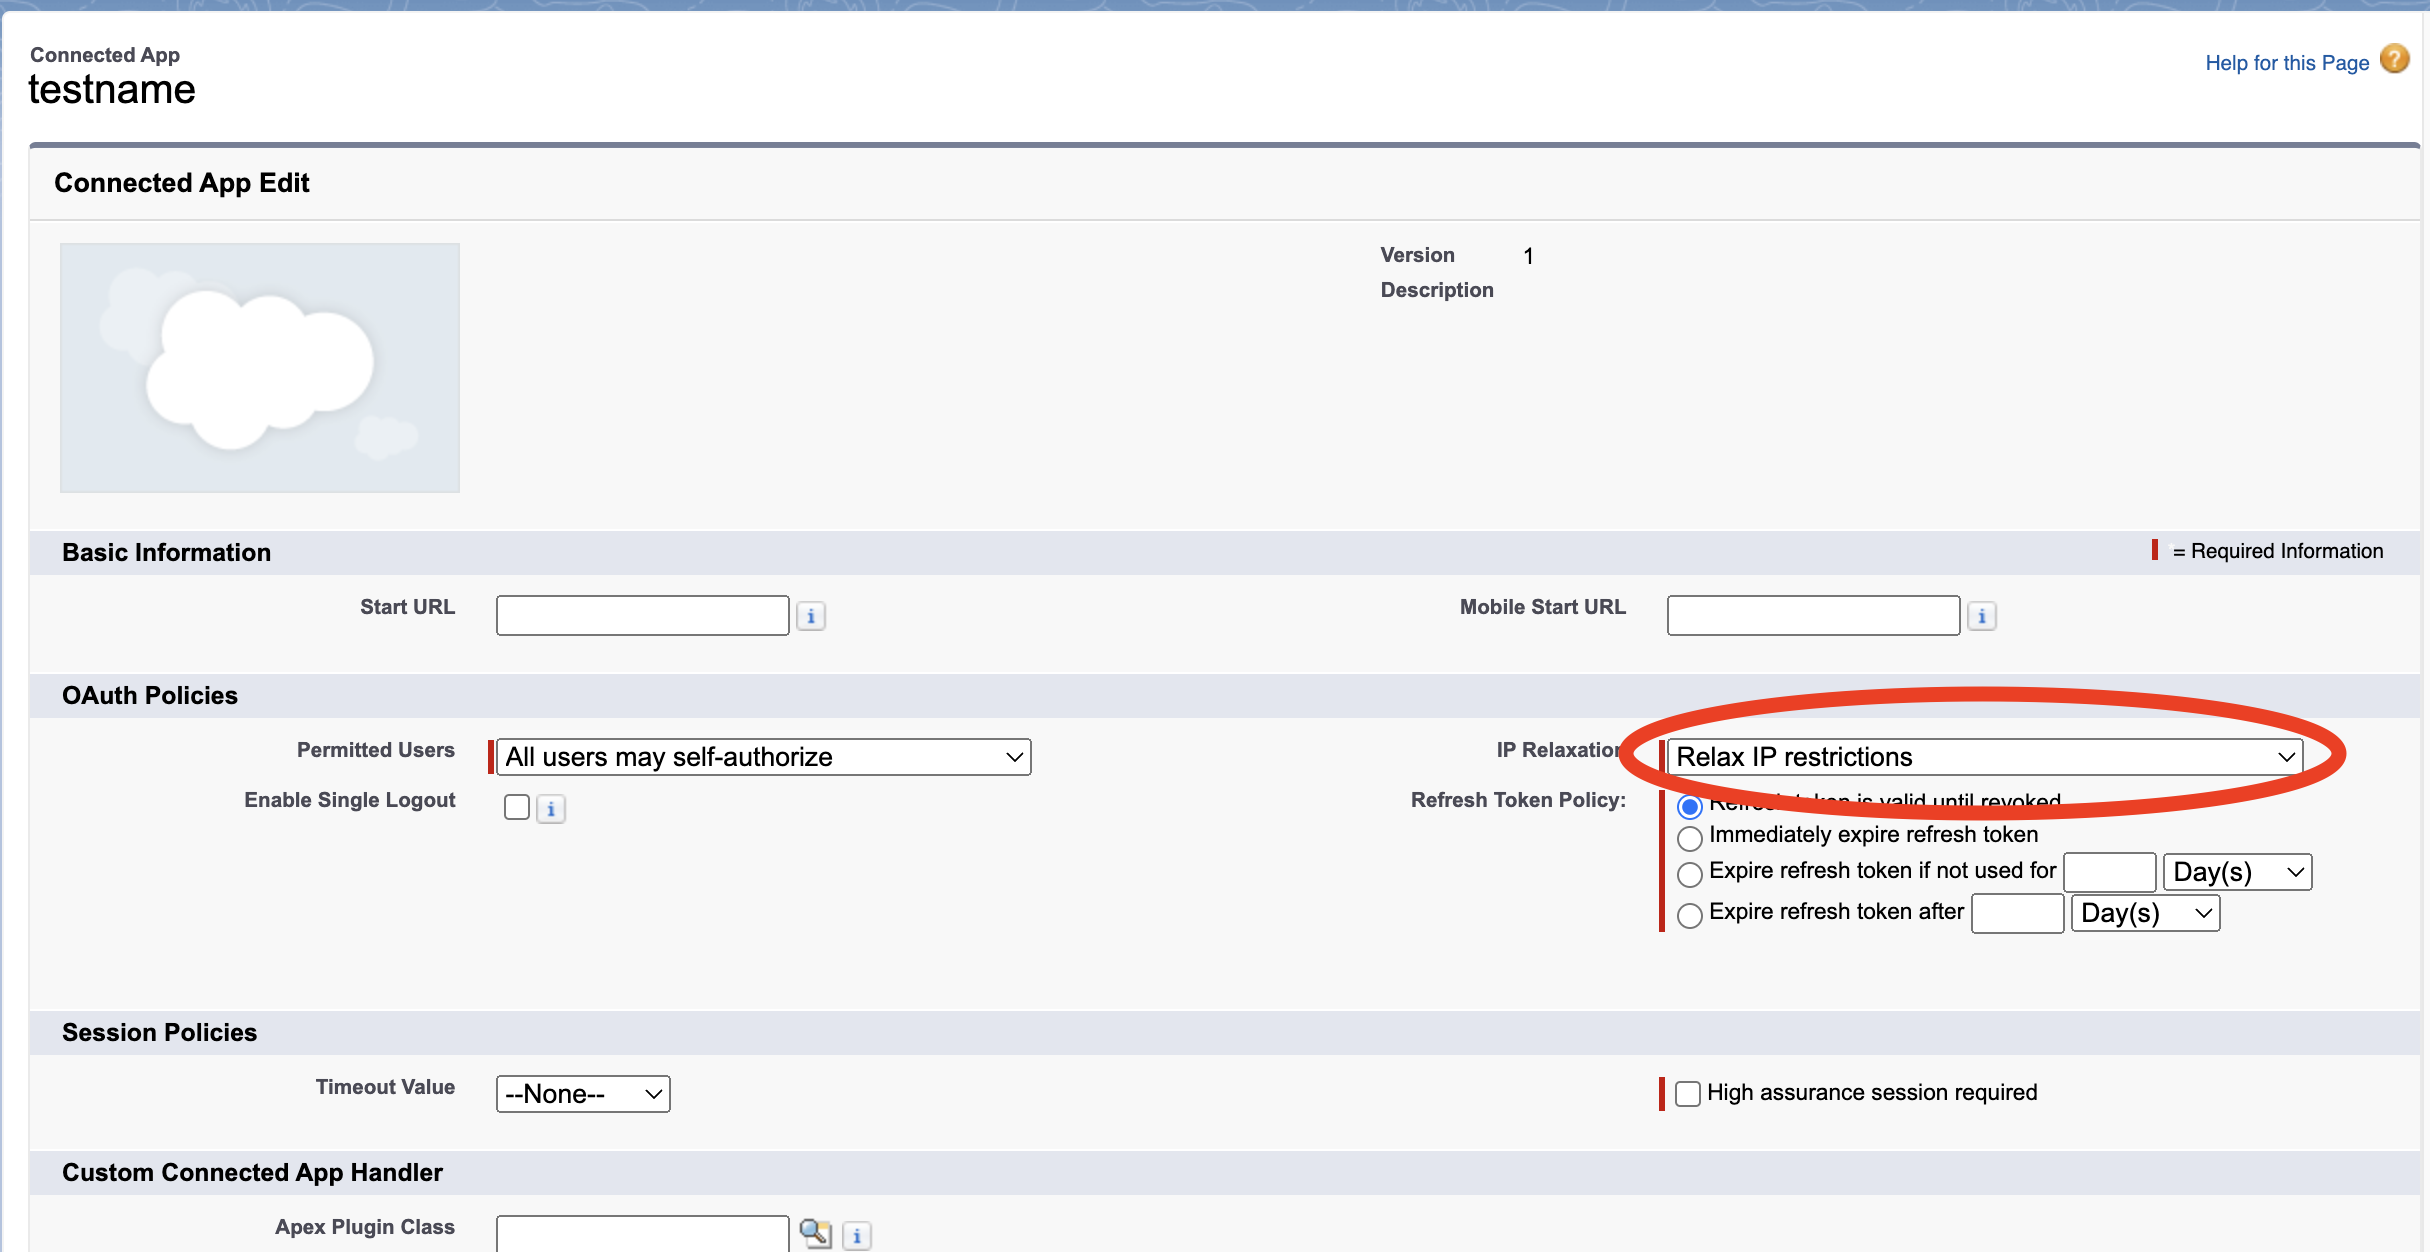 Connected App
testname
Help for this Page
Connected App Edit
Version 1
Description
Basic Information
= Required Information
Start URL
Mobile Start URL
OAuth Policies
Permitted Users All users may self-authorize
IP Relaxation Relax IP restrictions
Enable Single Logout
Refresh Token Policy: Refresh token is valid until revoked
Immediately expire refresh token
Expire refresh token if not used for Day(s)
Expire refresh token after Day(s)
Session Policies
Timeout Value --None--
High assurance session required
Custom Connected App Handler
Apex Plugin Class